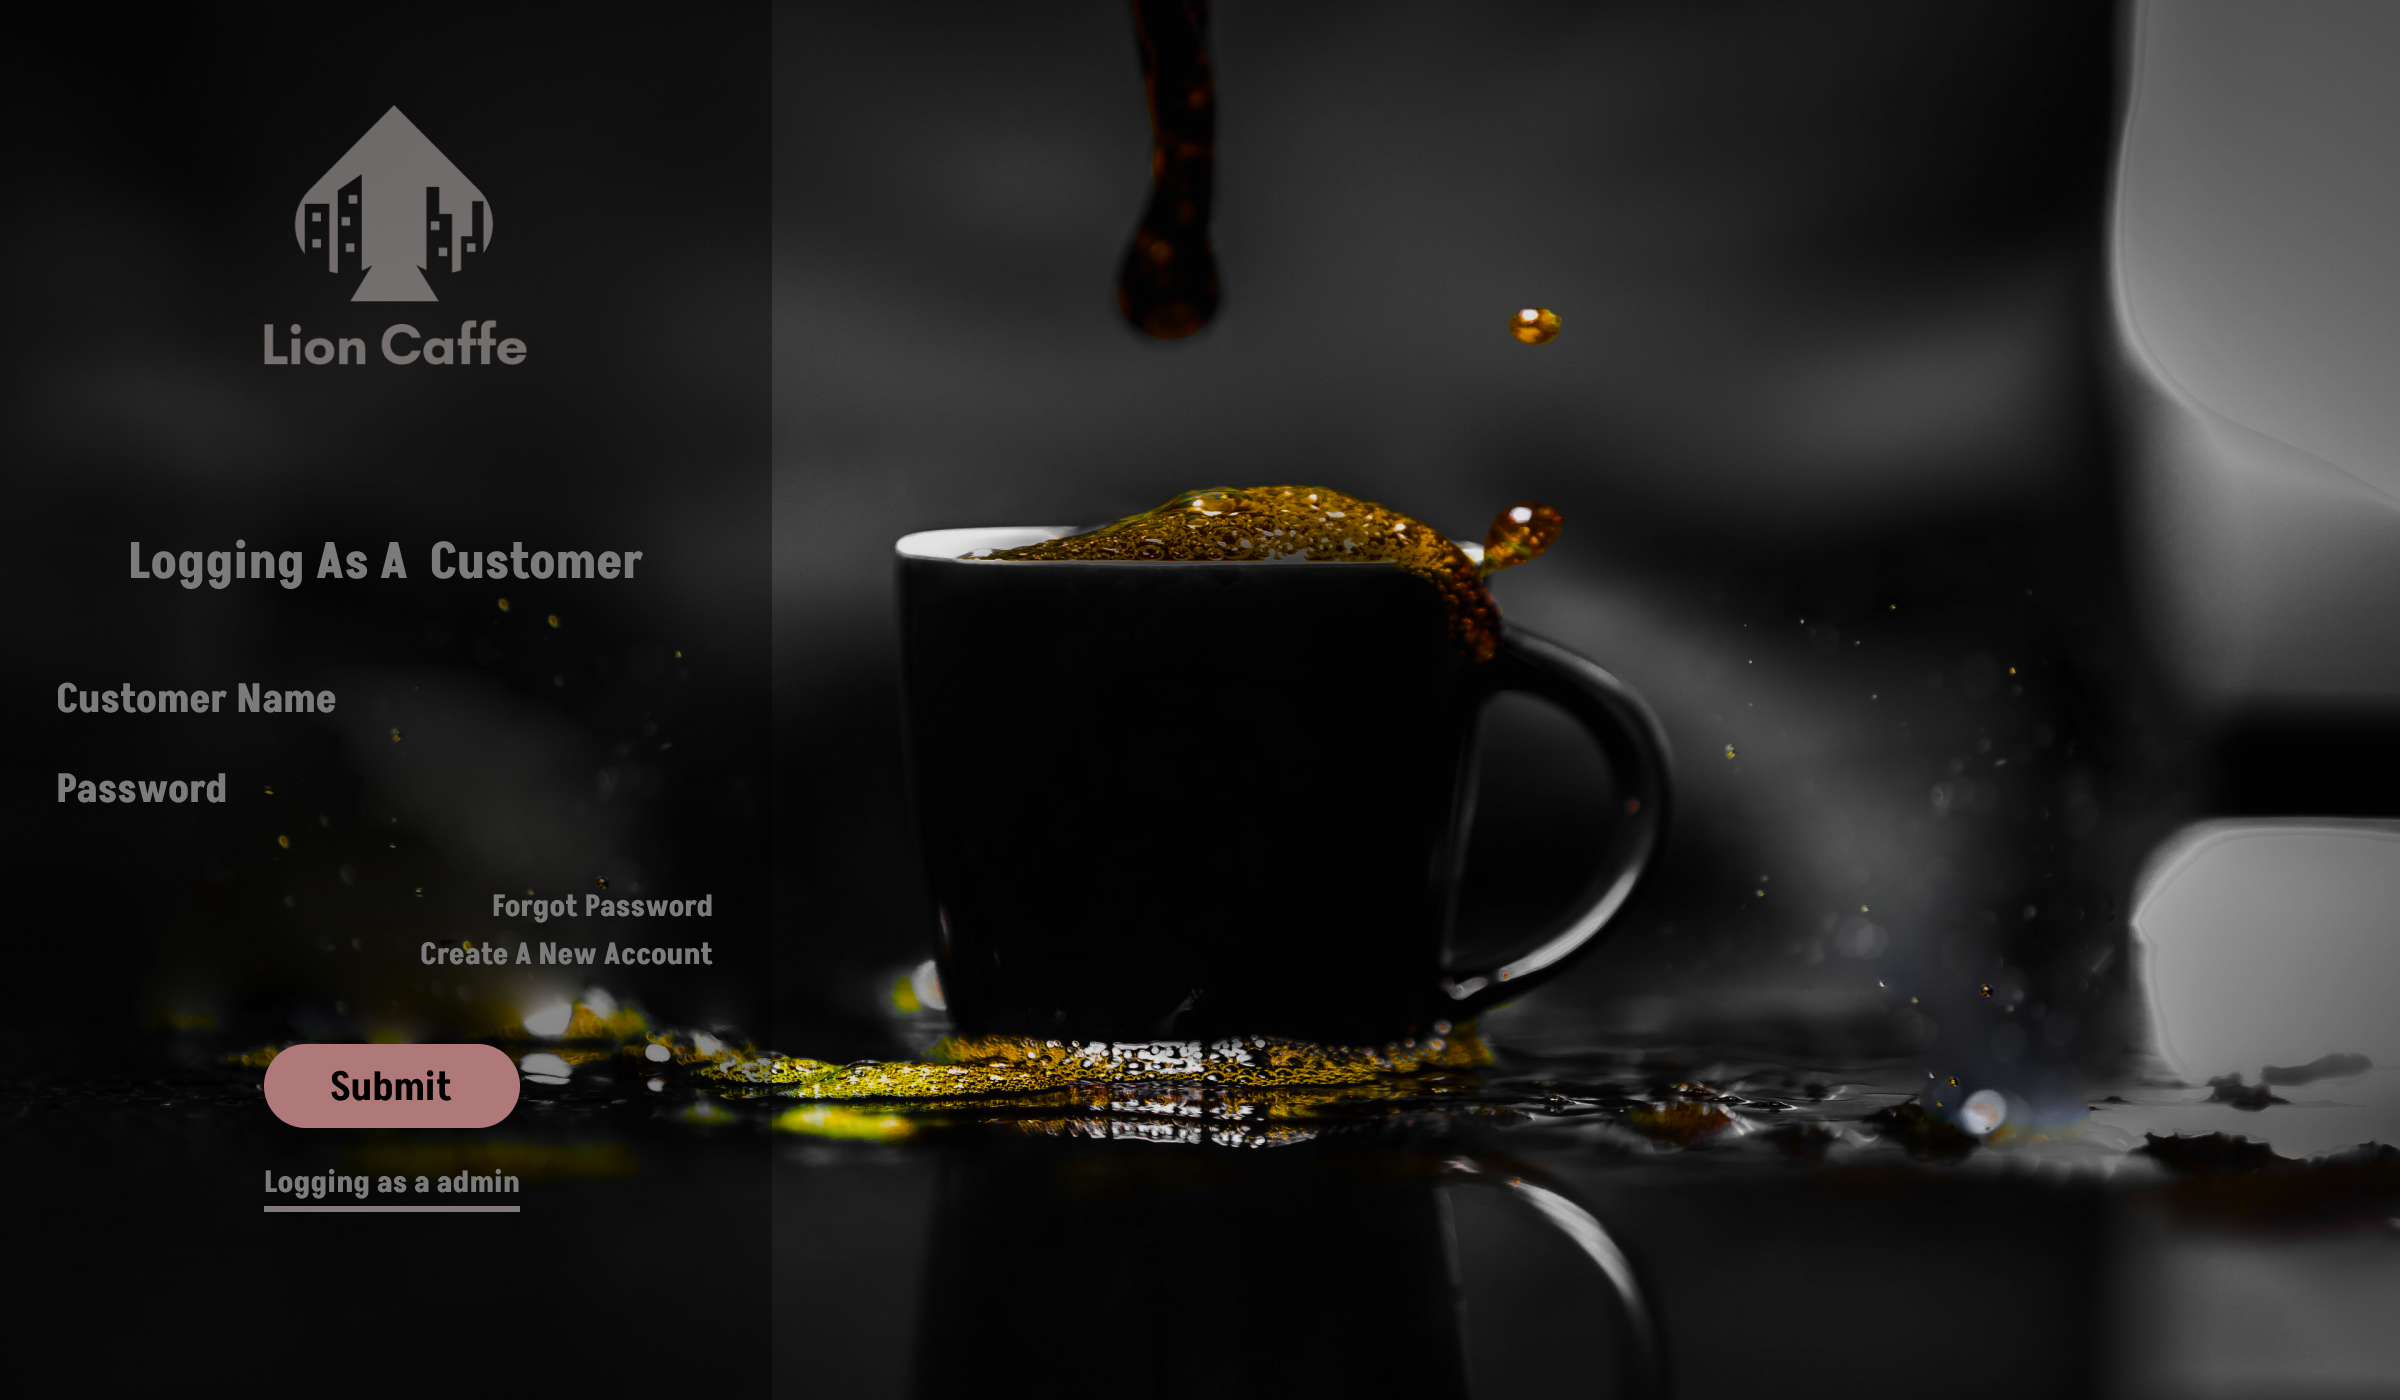 Lion Caffe
Logging As A Customer
Customer Name
Password
Forgot Password
Create A New Account
Submit
Logging as a admin